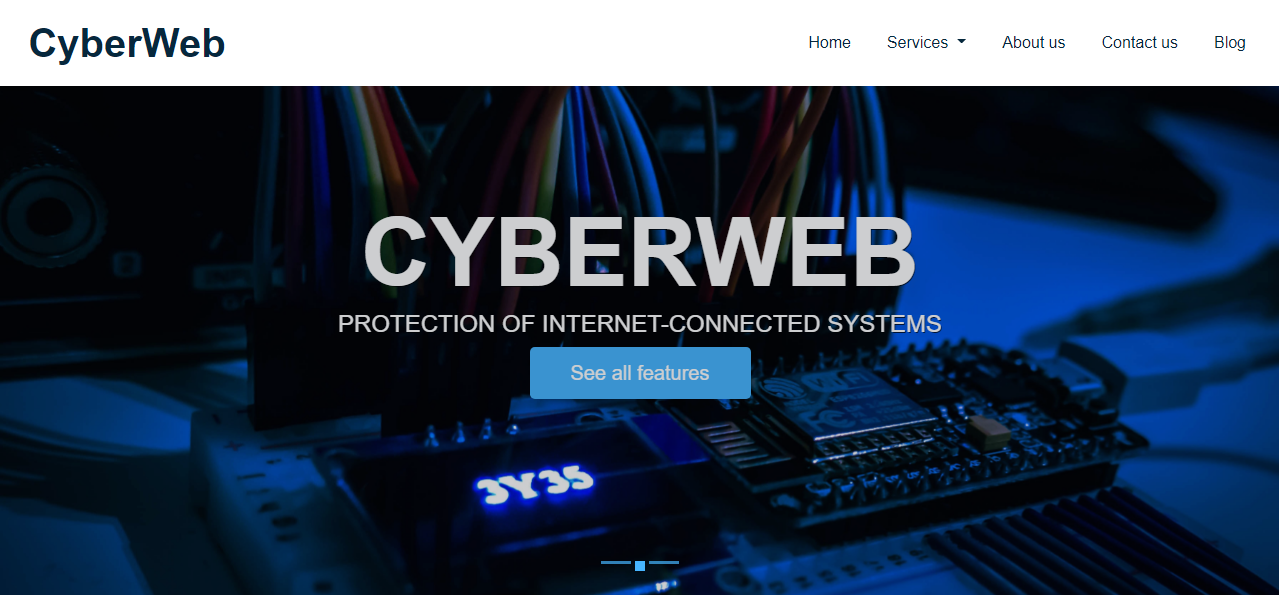 CyberWeb
Home Services About us Contact us Blog
CYBERWEB
PROTECTION OF INTERNET-CONNECTED SYSTEMS
See all features
3Y35